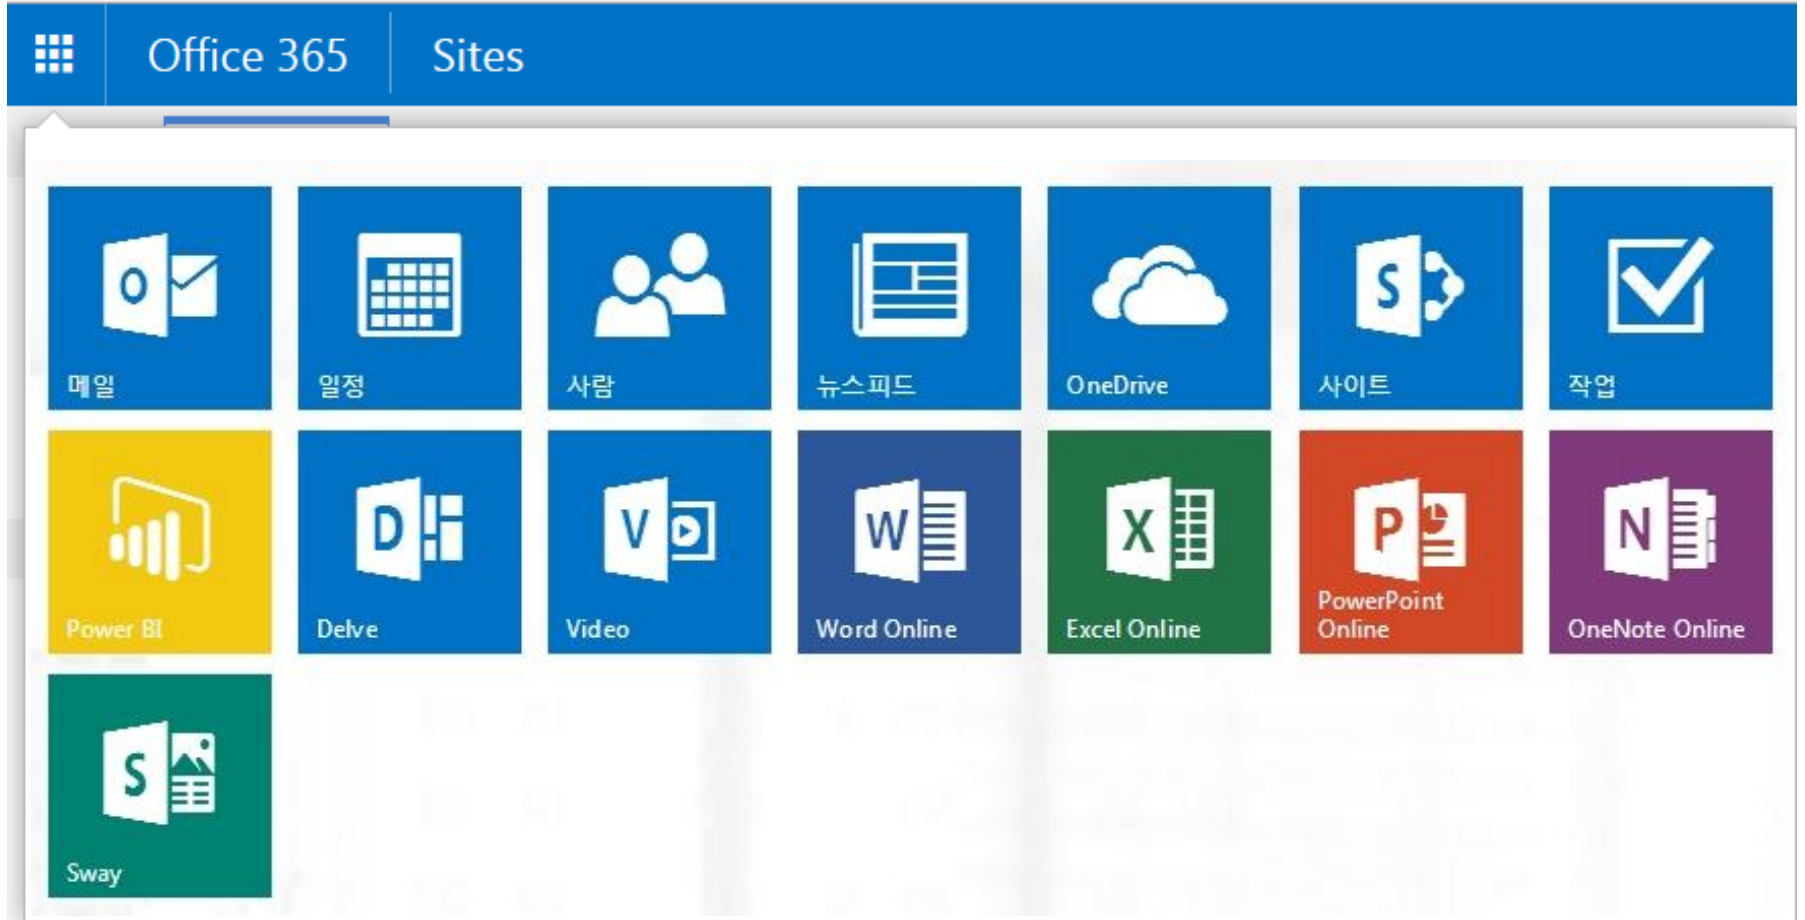 Office 365
Sites
메일
일정
사람
뉴스피드
OneDrive
사이트
작업
Power BI
Delve
Video
Word Online
Excel Online
PowerPoint
Online
OneNote Online
Sway